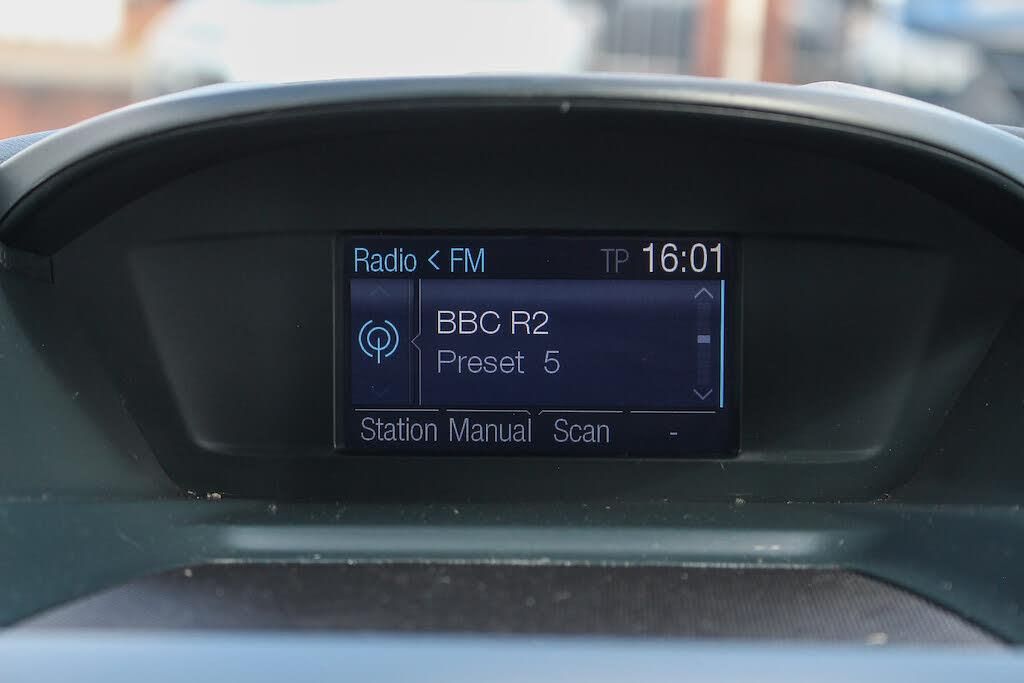 Radio < FM TP 16:01
BBC R2
Preset 5
Station Manual Scan -